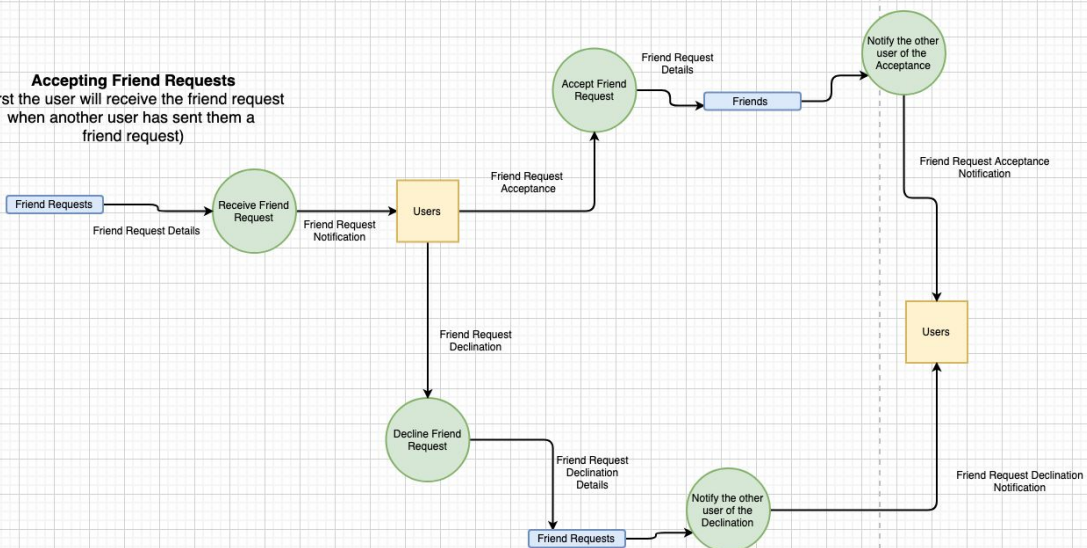 Accepting Friend Requests
rst the user will receive the friend request
when another user has sent them a
friend request)
Friend Requests
Friend Request Details
Receive Friend
Request
Friend Request
Notification
Users
Friend Request
Acceptance
Accept Friend
Request
Friend Request
Details
Friends
Notify the other
user of the
Acceptance
Friend Request Acceptance
Notification
Users
Friend Request
Declination
Decline Friend
Request
Friend Request
Declination
Details
Friend Requests
Notify the other
user of the
Declination
Friend Request Declination
Notification